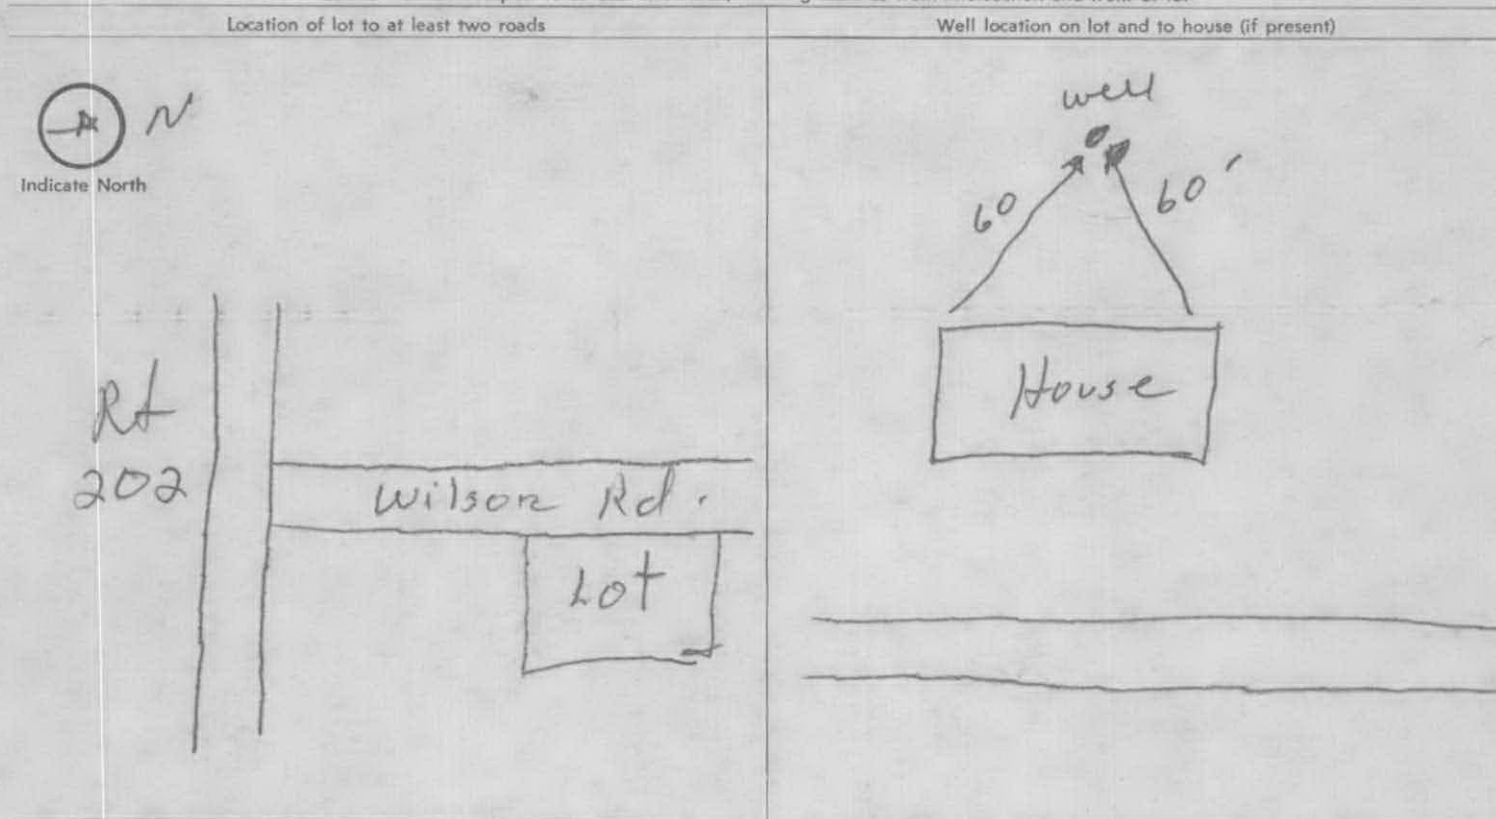 Location of lot to at least two roads
Well location on lot and to house (if present)
N
Indicate North
well
60
60'
House
Rt
202
Wilson Rd.
Lot